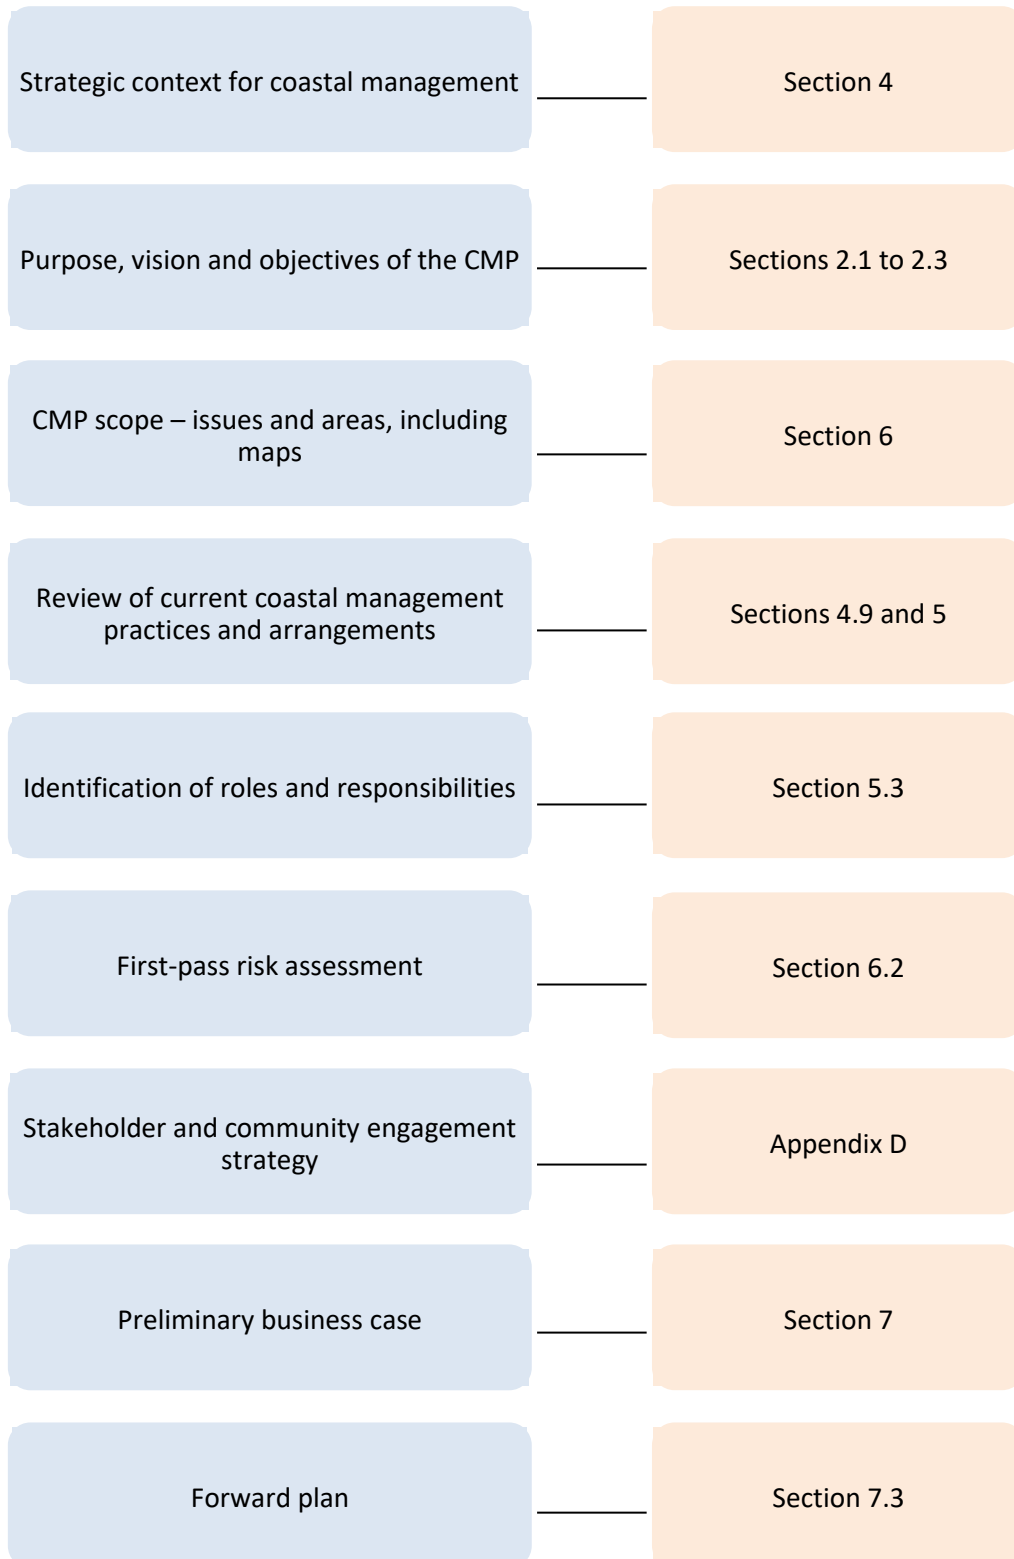 Strategic context for coastal management
Section 4
Purpose, vision and objectives of the CMP
Sections 2.1 to 2.3
CMP scope – issues and areas, including
maps
Section 6
Review of current coastal management
practices and arrangements
Sections 4.9 and 5
Identification of roles and responsibilities
Section 5.3
First-pass risk assessment
Section 6.2
Stakeholder and community engagement
strategy
Appendix D
Preliminary business case
Section 7
Forward plan
Section 7.3